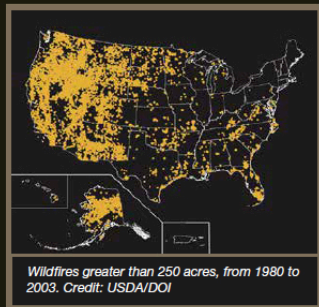 Wildfires greater than 250 acres, from 1980 to
2003. Credit: USDA/DOI